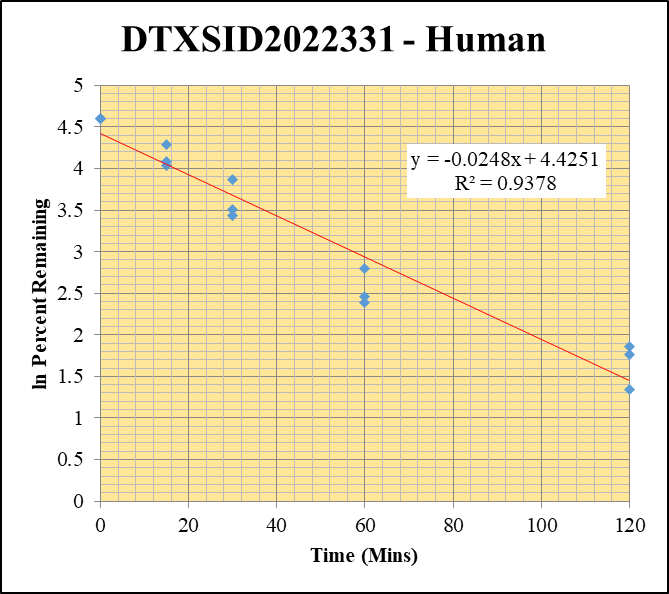 DTXSID2022331 - Human
5
4.5
4
3.5
3
2.5
2
1.5
1
0.5
0
ln Percent Remaining
y = -0.0248x + 4.4251
R² = 0.9378
0 20 40 60 80 100 120
Time (Mins)